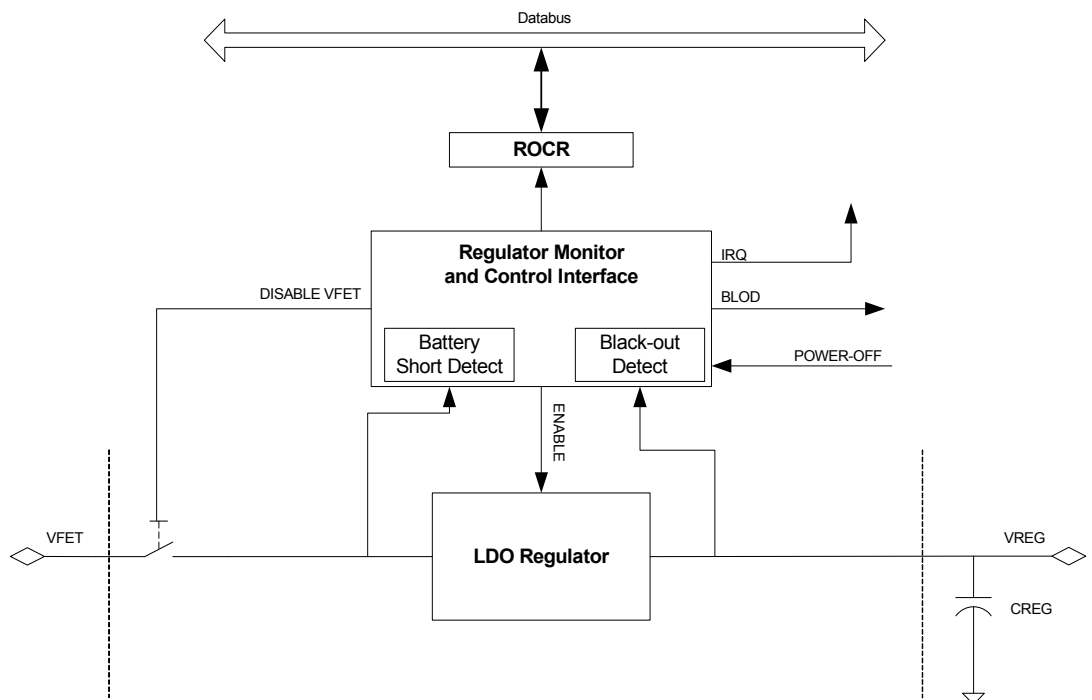 Databus
ROCR
Regulator Monitor
and Control Interface
IRQ
DISABLE VFET
BLOD
Battery
Short Detect
Black-out
Detect
POWER-OFF
ENABLE
VFET
LDO Regulator
VREG
CREG